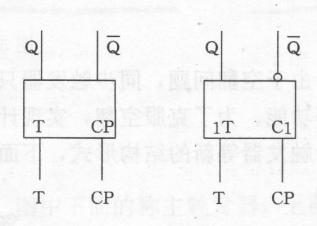 Q Q̅ Q Q̅
T CP 1T C1
T CP T CP